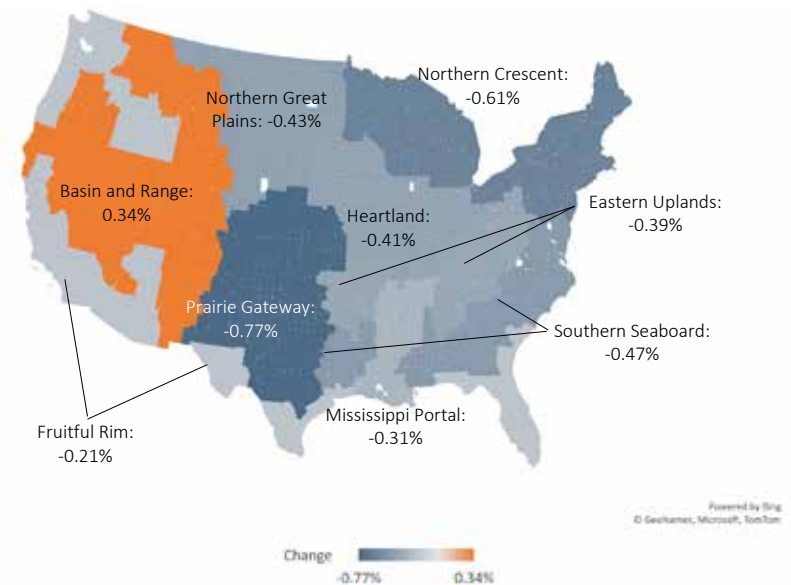 Northern Crescent:
-0.61%
Northern Great
Plains: -0.43%
Basin and Range:
0.34%
Heartland:
-0.41%
Eastern Uplands:
-0.39%
Prairie Gateway:
-0.77%
Southern Seaboard:
-0.47%
Mississippi Portal:
-0.31%
Fruitful Rim:
-0.21%
Powered by Bing
© GeoNames, Microsoft, TomTom
Change
-0.77%
0.34%